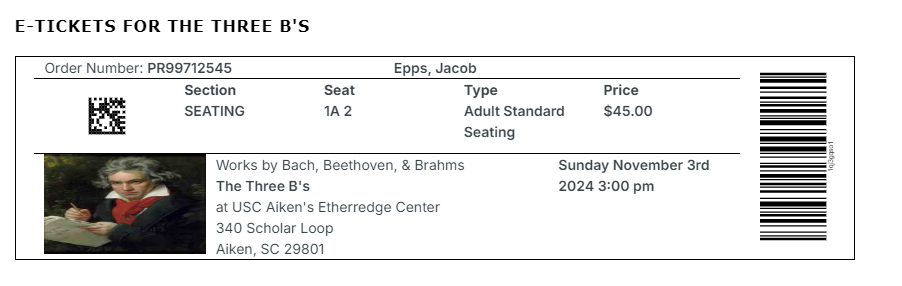 E-TICKETS FOR THE THREE B'S
Order Number: PR99712545 Epps, Jacob
Section Seat Type Price
SEATING 1A 2 Adult Standard $45.00
Seating
Works by Bach, Beethoven, & Brahms Sunday November 3rd
The Three B's 2024 3:00 pm
at USC Aiken's Etherredge Center
340 Scholar Loop
Aiken, SC 29801